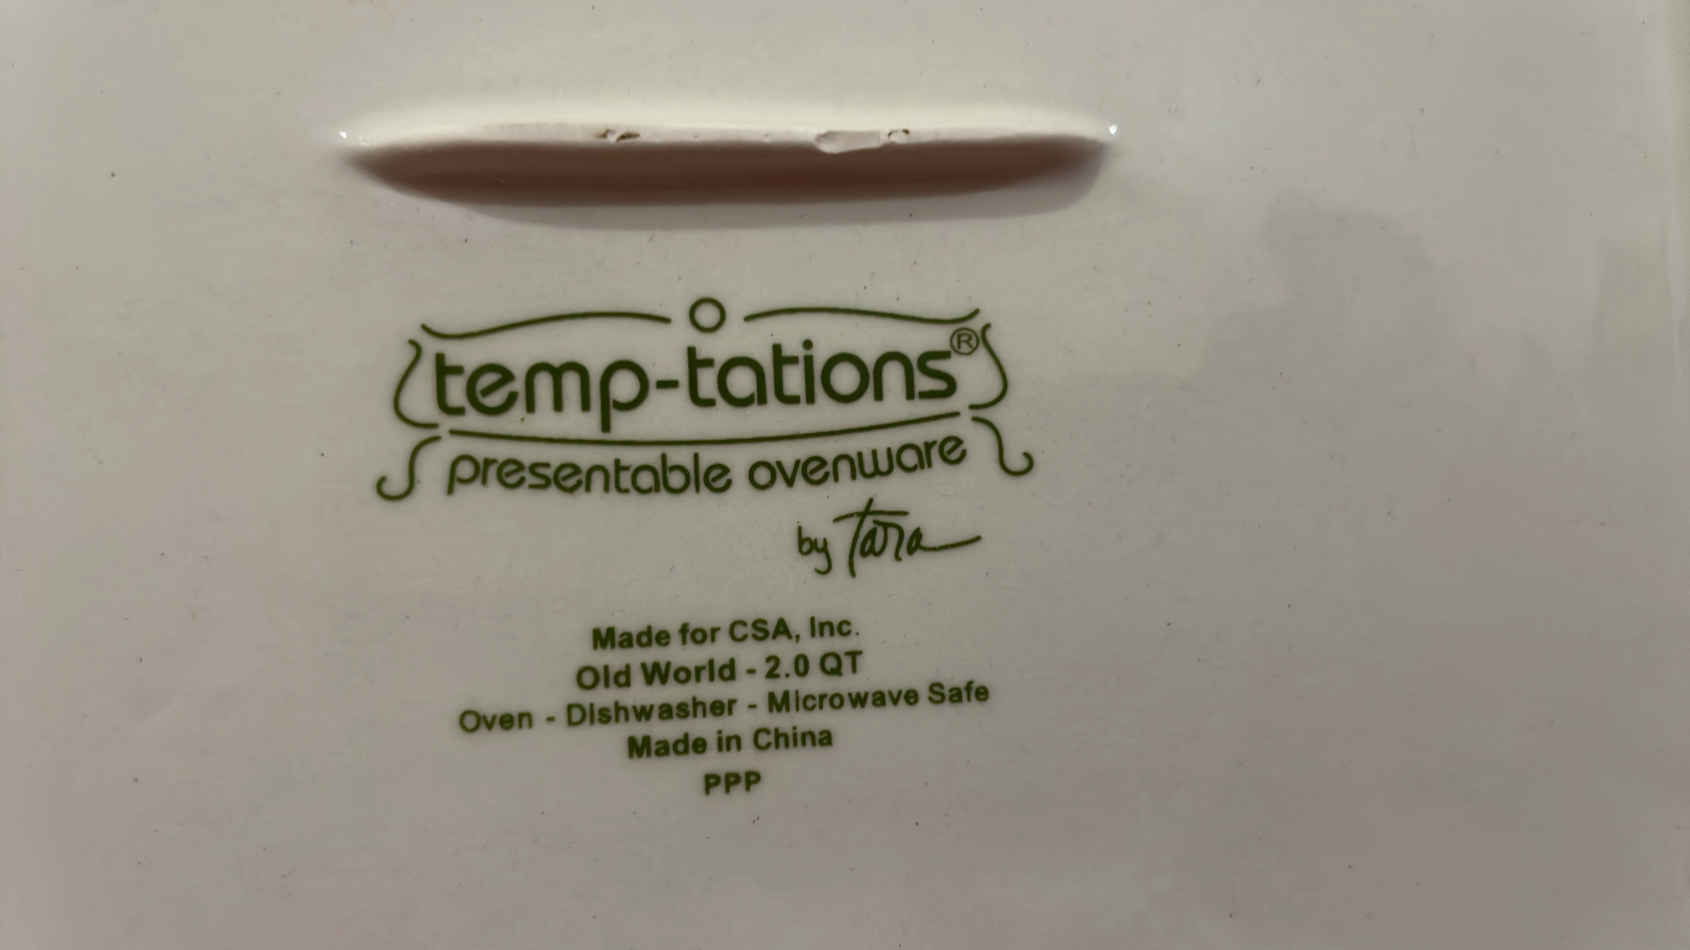 temp-tations®
presentable ovenware
by Tara
Made for CSA, Inc.
Old World - 2.0 QT
Oven - Dishwasher - Microwave Safe
Made in China
PPP